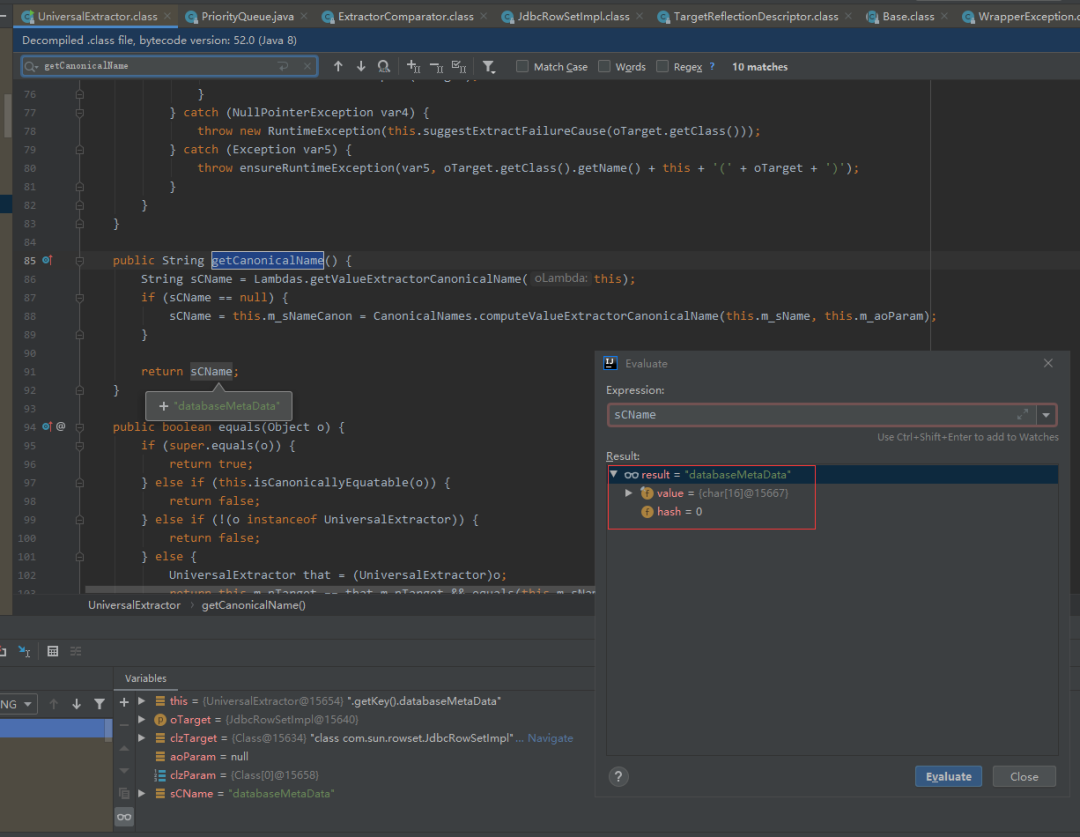 UniversalExtractor.class × PriorityQueue.java × ExtractorComparator.class × JdbcRowSetImpl.class × TargetReflectionDescriptor.class × Base.class × WrapperException.c
Decompiled .class file, bytecode version: 52.0 (Java 8)
getCanonicalName Match Case Words Regex ? 10 matches
76 }
77 } catch (NullPointerException var4) {
78 throw new RuntimeException(this.suggestExtractFailureCause(oTarget.getClass()));
79 } catch (Exception var5) {
80 throw ensureRuntimeException(var5, oTarget.getClass().getName() + this + '(' + oTarget + ')');
81 }
82 }
83 }
84
85 public String getCanonicalName() {
86 String sCName = Lambdas.getValueExtractorCanonicalName( oLambda: this);
87 if (sCName == null) {
88 sCName = this.m_sNameCanon = CanonicalNames.computeValueExtractorCanonicalName(this.m_sName, this.m_aoParam);
89 }
90
91 return sCName;
92 }
+ "databaseMetaData"
93
94 @ public boolean equals(Object o) {
95 if (super.equals(o)) {
96 return true;
97 } else if (this.isCanonicallyEquatable(o)) {
98 return false;
99 } else if (!(o instanceof UniversalExtractor)) {
100 return false;
101 } else {
102 UniversalExtractor that = (UniversalExtractor)o;
103 return this.m_nTarget == that.m_nTarget && equals(this.m_sNam
UniversalExtractor › getCanonicalName()
Evaluate
Expression:
sCName
Use Ctrl+Shift+Enter to add to Watches
Result:
result = "databaseMetaData"
value = {char[16]@15667}
hash = 0
? Evaluate Close
Variables
NG
this = {UniversalExtractor@15654} ".getKey().databaseMetaData"
oTarget = {JdbcRowSetImpl@15640}
clzTarget = {Class@15634} "class com.sun.rowset.JdbcRowSetImpl"... Navigate
aoParam = null
clzParam = {Class[0]@15658}
sCName = "databaseMetaData"